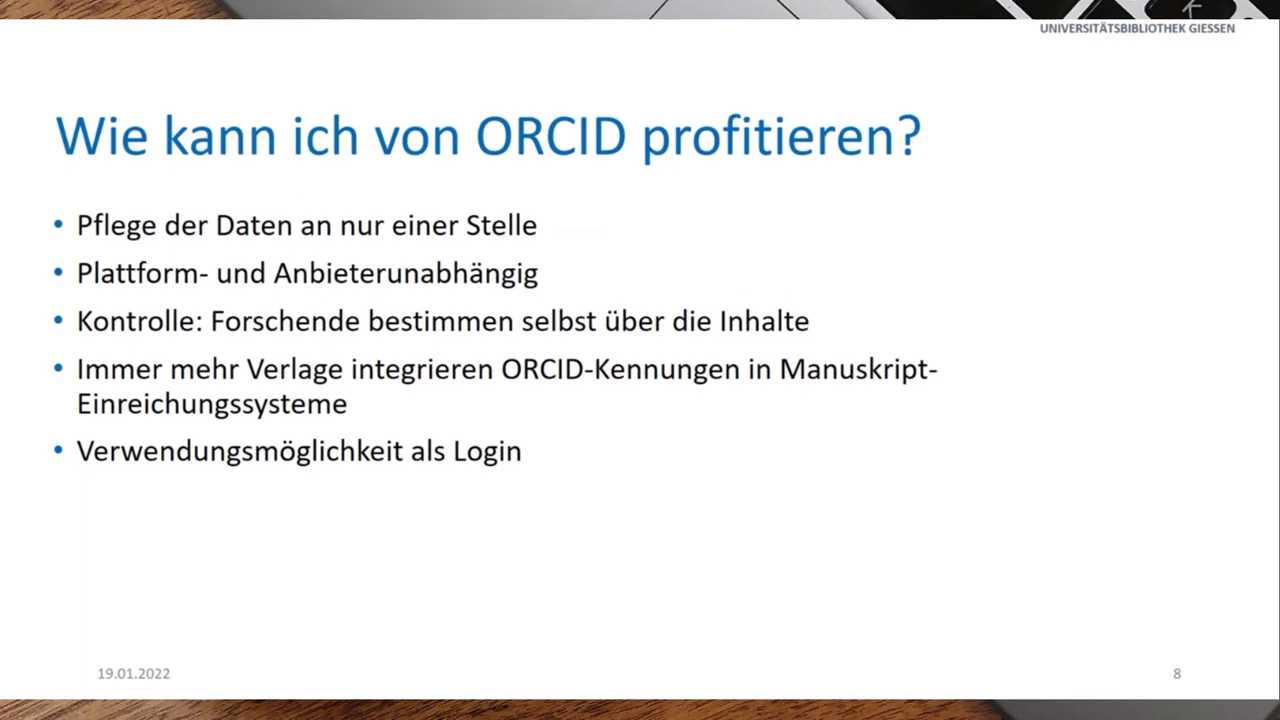 UNIVERSITÄTSBIBLIOTHEK GIESSEN
Wie kann ich von ORCID profitieren?
• Pflege der Daten an nur einer Stelle
• Plattform- und Anbieterunabhängig
• Kontrolle: Forschende bestimmen selbst über die Inhalte
• Immer mehr Verlage integrieren ORCID-Kennungen in Manuskript-
Einreichungssysteme
• Verwendungsmöglichkeit als Login
19.01.2022
8